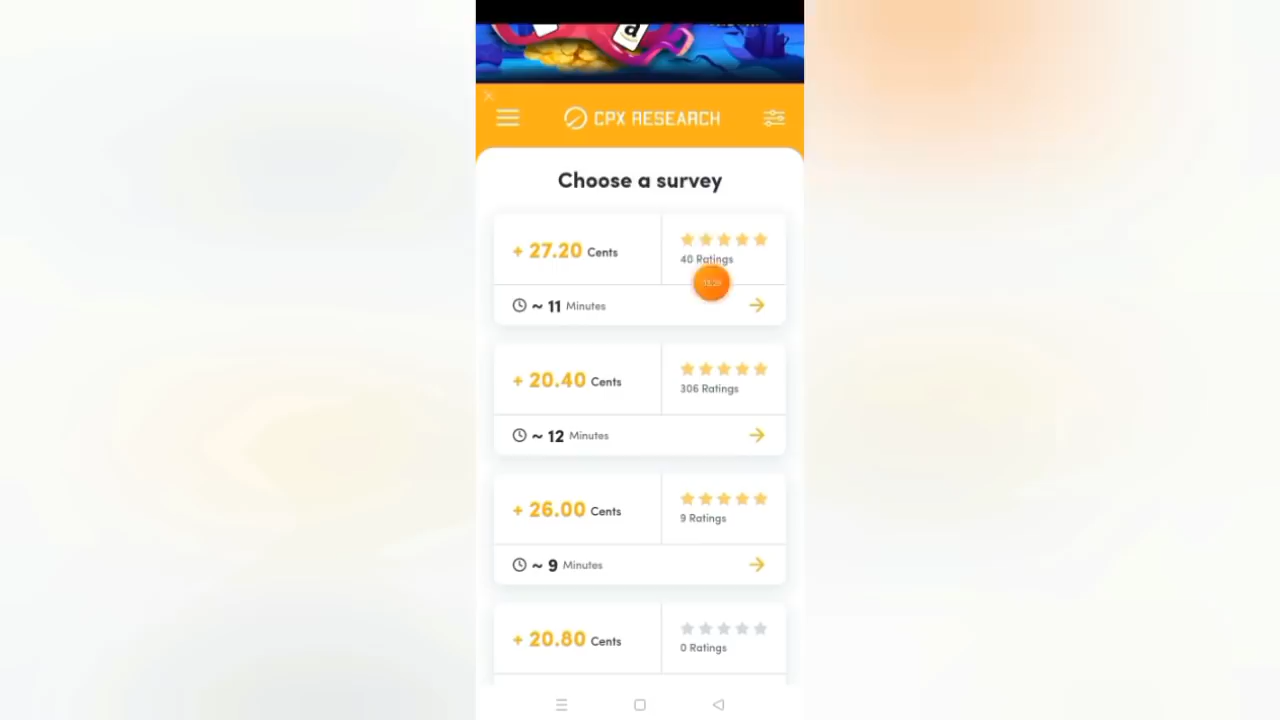 a
CPX RESEARCH
Choose a survey
+ 27.20 Cents
40 Ratings
~ 11 Minutes
+ 20.40 Cents
306 Ratings
~ 12 Minutes
+ 26.00 Cents
9 Ratings
~ 9 Minutes
+ 20.80 Cents
0 Ratings